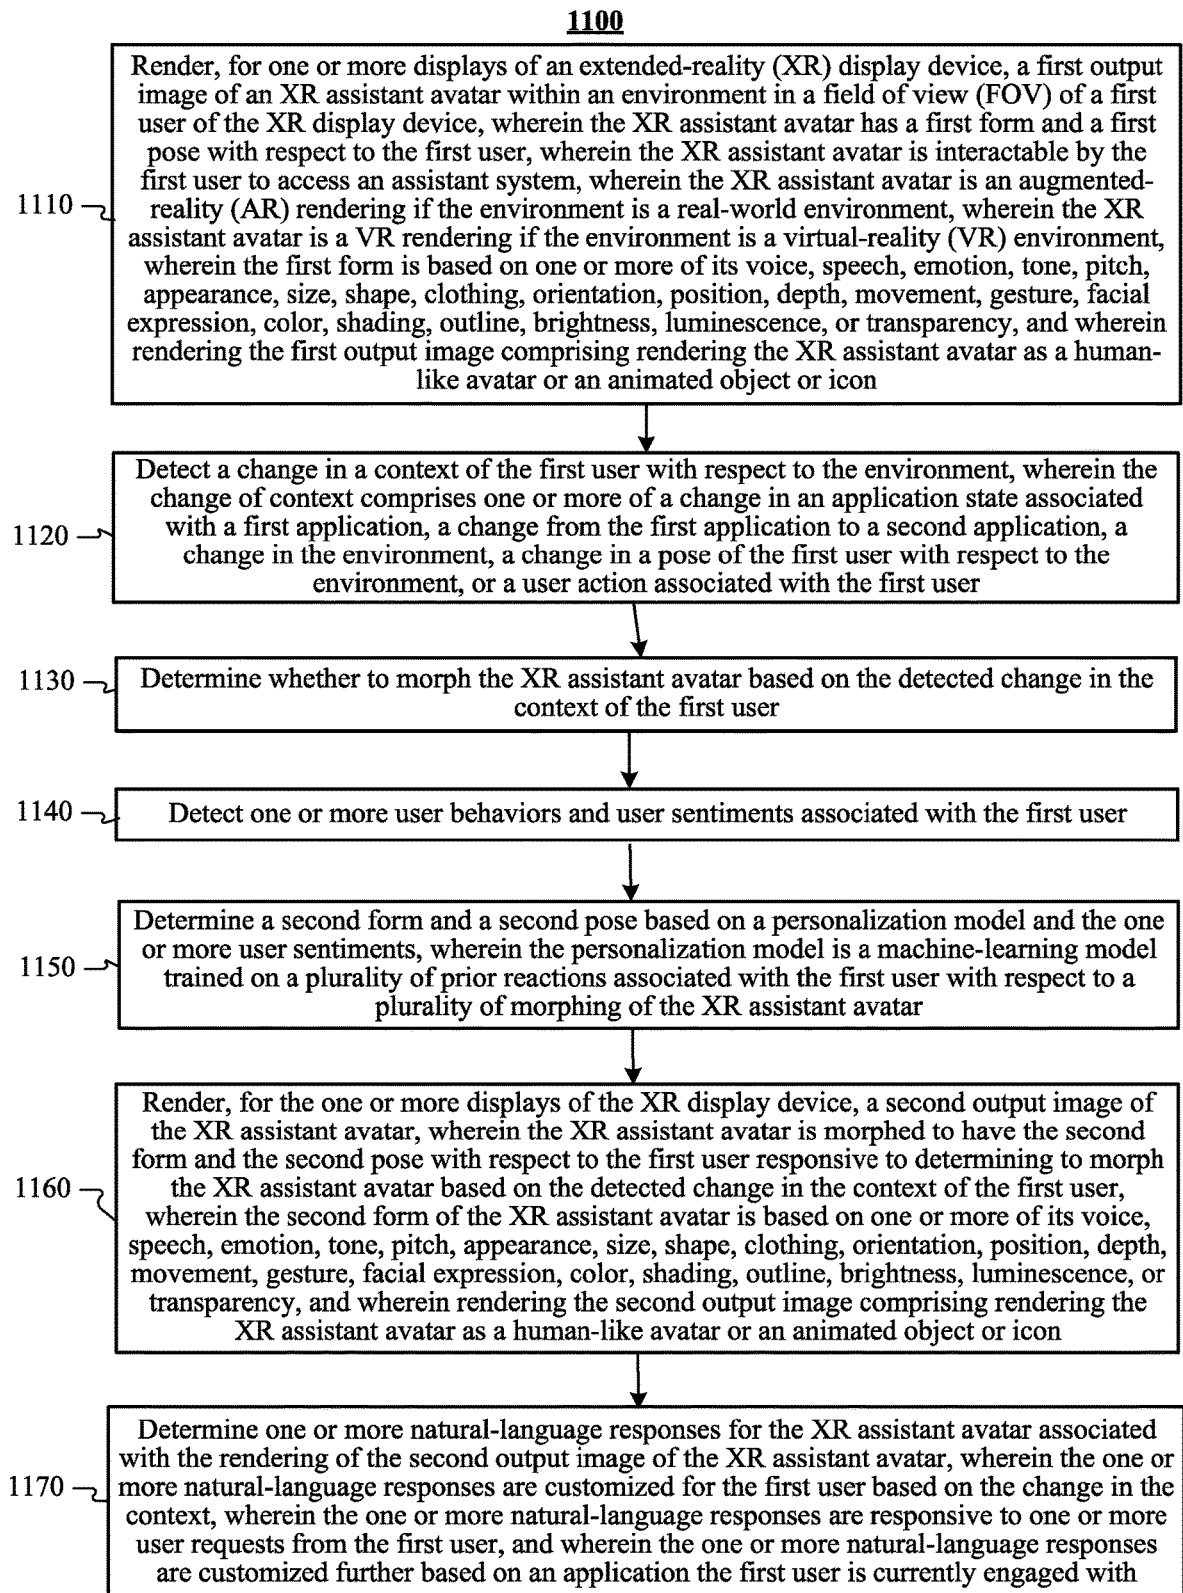 1100
Render, for one or more displays of an extended-reality (XR) display device, a first output
image of an XR assistant avatar within an environment in a field of view (FOV) of a first
user of the XR display device, wherein the XR assistant avatar has a first form and a first
pose with respect to the first user, wherein the XR assistant avatar is interactable by the
first user to access an assistant system, wherein the XR assistant avatar is an augmented-
1110
reality (AR) rendering if the environment is a real-world environment, wherein the XR
assistant avatar is a VR rendering if the environment is a virtual-reality (VR) environment,
wherein the first form is based on one or more of its voice, speech, emotion, tone, pitch,
appearance, size, shape, clothing, orientation, position, depth, movement, gesture, facial
expression, color, shading, outline, brightness, luminescence, or transparency, and wherein
rendering the first output image comprising rendering the XR assistant avatar as a human-
like avatar or an animated object or icon
Detect a change in a context of the first user with respect to the environment, wherein the
change of context comprises one or more of a change in an application state associated
1120
with a first application, a change from the first application to a second application, a
change in the environment, a change in a pose of the first user with respect to the
environment, or a user action associated with the first user
1130
Determine whether to morph the XR assistant avatar based on the detected change in the
context of the first user
1140
Detect one or more user behaviors and user sentiments associated with the first user
Determine a second form and a second pose based on a personalization model and the one
or more user sentiments, wherein the personalization model is a machine-learning model
1150
trained on a plurality of prior reactions associated with the first user with respect to a
plurality of morphing of the XR assistant avatar
Render, for the one or more displays of the XR display device, a second output image of
the XR assistant avatar, wherein the XR assistant avatar is morphed to have the second
form and the second pose with respect to the first user responsive to determining to morph
1160
the XR assistant avatar based on the detected change in the context of the first user,
wherein the second form of the XR assistant avatar is based on one or more of its voice,
speech, emotion, tone, pitch, appearance, size, shape, clothing, orientation, position, depth,
movement, gesture, facial expression, color, shading, outline, brightness, luminescence, or
transparency, and wherein rendering the second output image comprising rendering the
XR assistant avatar as a human-like avatar or an animated object or icon
Determine one or more natural-language responses for the XR assistant avatar associated
with the rendering of the second output image of the XR assistant avatar, wherein the one or
1170
more natural-language responses are customized for the first user based on the change in the
context, wherein the one or more natural-language responses are responsive to one or more
user requests from the first user, and wherein the one or more natural-language responses
are customized further based on an application the first user is currently engaged with